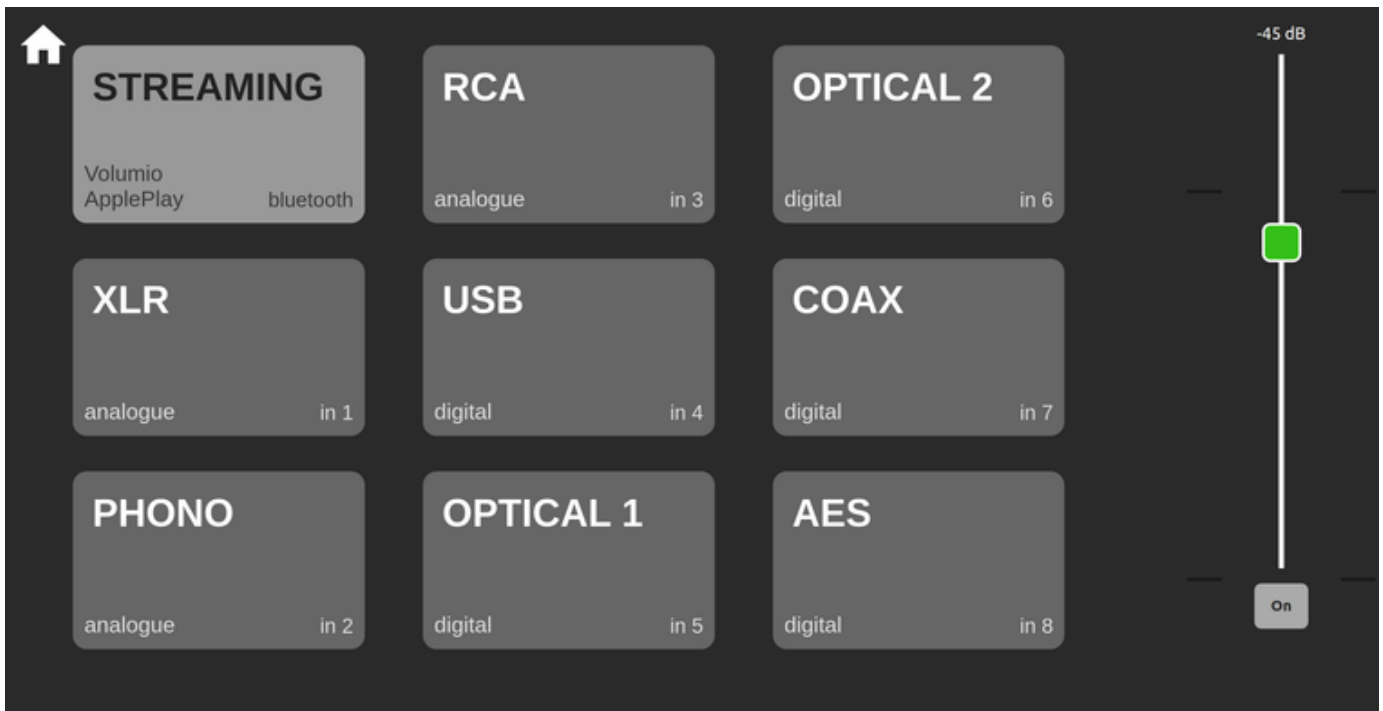 STREAMING
Volumio
ApplePlay bluetooth
RCA
analogue in 3
OPTICAL 2
digital in 6
XLR
analogue in 1
USB
digital in 4
COAX
digital in 7
PHONO
analogue in 2
OPTICAL 1
digital in 5
AES
digital in 8
-45 dB
On